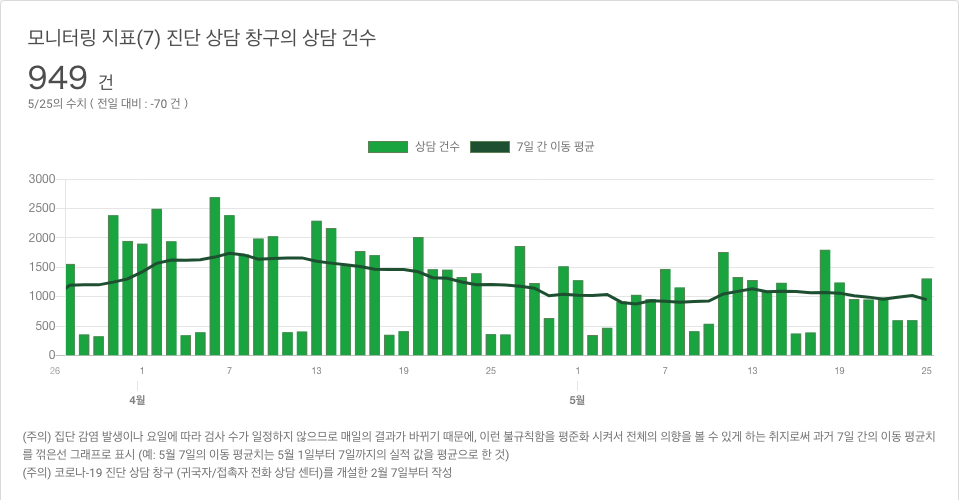 모니터링 지표(7) 진단 상담 창구의 상담 건수
949 건
5/25의 수치 ( 전일 대비 : -70 건 )
상담 건수 7일 간 이동 평균
3000
2500
2000
1500
1000
500
0
26 1 7 13 19 25 1 7 13 19 25
4월 5월
(주의) 집단 감염 발생이나 요일에 따라 검사 수가 일정하지 않으므로 매일의 결과가 바뀌기 때문에, 이런 불규칙함을 평준화 시켜서 전체의 의향을 볼 수 있게 하는 취지로써 과거 7일 간의 이동 평균치
를 꺾은선 그래프로 표시 (예: 5월 7일의 이동 평균치는 5월 1일부터 7일까지의 실적 값을 평균으로 한 것)
(주의) 코로나-19 진단 상담 창구 (귀국자/접촉자 전화 상담 센터)를 개설한 2월 7일부터 작성